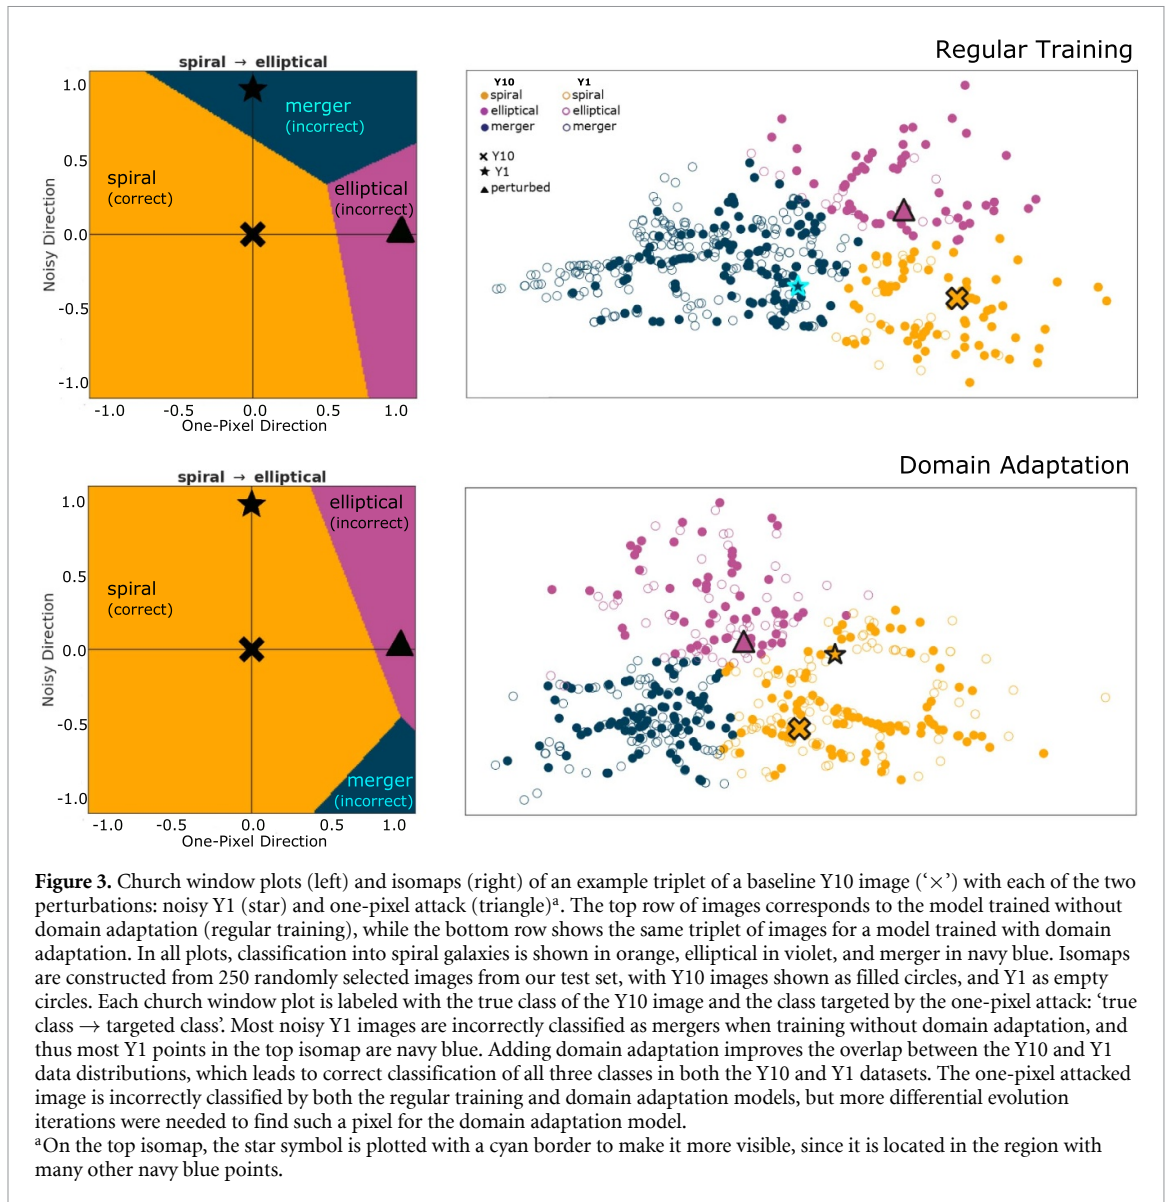 Regular Training
spiral → elliptical
1.0
0.5
0.0
-0.5
-1.0
Noisy Direction
merger
(incorrect)
spiral
(correct)
elliptical
(incorrect)
-1.0 -0.5 0.0 0.5 1.0
One-Pixel Direction
Y10 Y1
spiral spiral
elliptical elliptical
merger merger
Y10
Y1
perturbed
Domain Adaptation
spiral → elliptical
1.0
0.5
0.0
-0.5
-1.0
Noisy Direction
elliptical
(incorrect)
spiral
(correct)
merger
(incorrect)
-1.0 -0.5 0.0 0.5 1.0
One-Pixel Direction
Figure 3. Church window plots (left) and isomaps (right) of an example triplet of a baseline Y10 image (‘×’) with each of the two
perturbations: noisy Y1 (star) and one-pixel attack (triangle)ᵃ. The top row of images corresponds to the model trained without
domain adaptation (regular training), while the bottom row shows the same triplet of images for a model trained with domain
adaptation. In all plots, classification into spiral galaxies is shown in orange, elliptical in violet, and merger in navy blue. Isomaps
are constructed from 250 randomly selected images from our test set, with Y10 images shown as filled circles, and Y1 as empty
circles. Each church window plot is labeled with the true class of the Y10 image and the class targeted by the one-pixel attack: ‘true
class → targeted class’. Most noisy Y1 images are incorrectly classified as mergers when training without domain adaptation, and
thus most Y1 points in the top isomap are navy blue. Adding domain adaptation improves the overlap between the Y10 and Y1
data distributions, which leads to correct classification of all three classes in both the Y10 and Y1 datasets. The one-pixel attacked
image is incorrectly classified by both the regular training and domain adaptation models, but more differential evolution
iterations were needed to find such a pixel for the domain adaptation model.
ᵃOn the top isomap, the star symbol is plotted with a cyan border to make it more visible, since it is located in the region with
many other navy blue points.